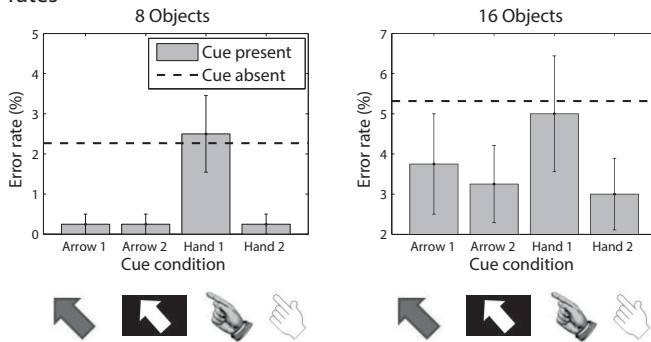 rates
8 Objects
5
4
3
2
1
0
Error rate (%)
Cue present
Cue absent
Arrow 1 Arrow 2 Hand 1 Hand 2
Cue condition
16 Objects
7
6
5
4
3
2
Error rate (%)
Arrow 1 Arrow 2 Hand 1 Hand 2
Cue condition